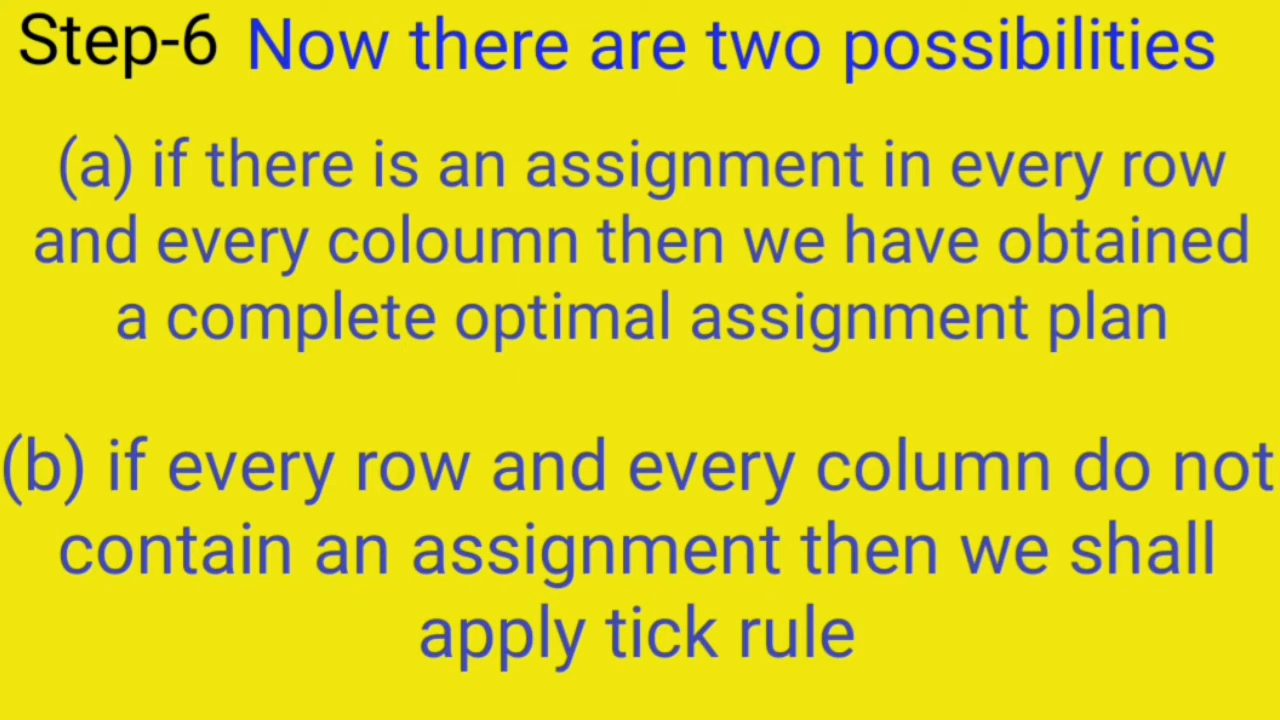 Step-6 Now there are two possibilities
(a) if there is an assignment in every row
and every coloumn then we have obtained
a complete optimal assignment plan
(b) if every row and every column do not
contain an assignment then we shall
apply tick rule